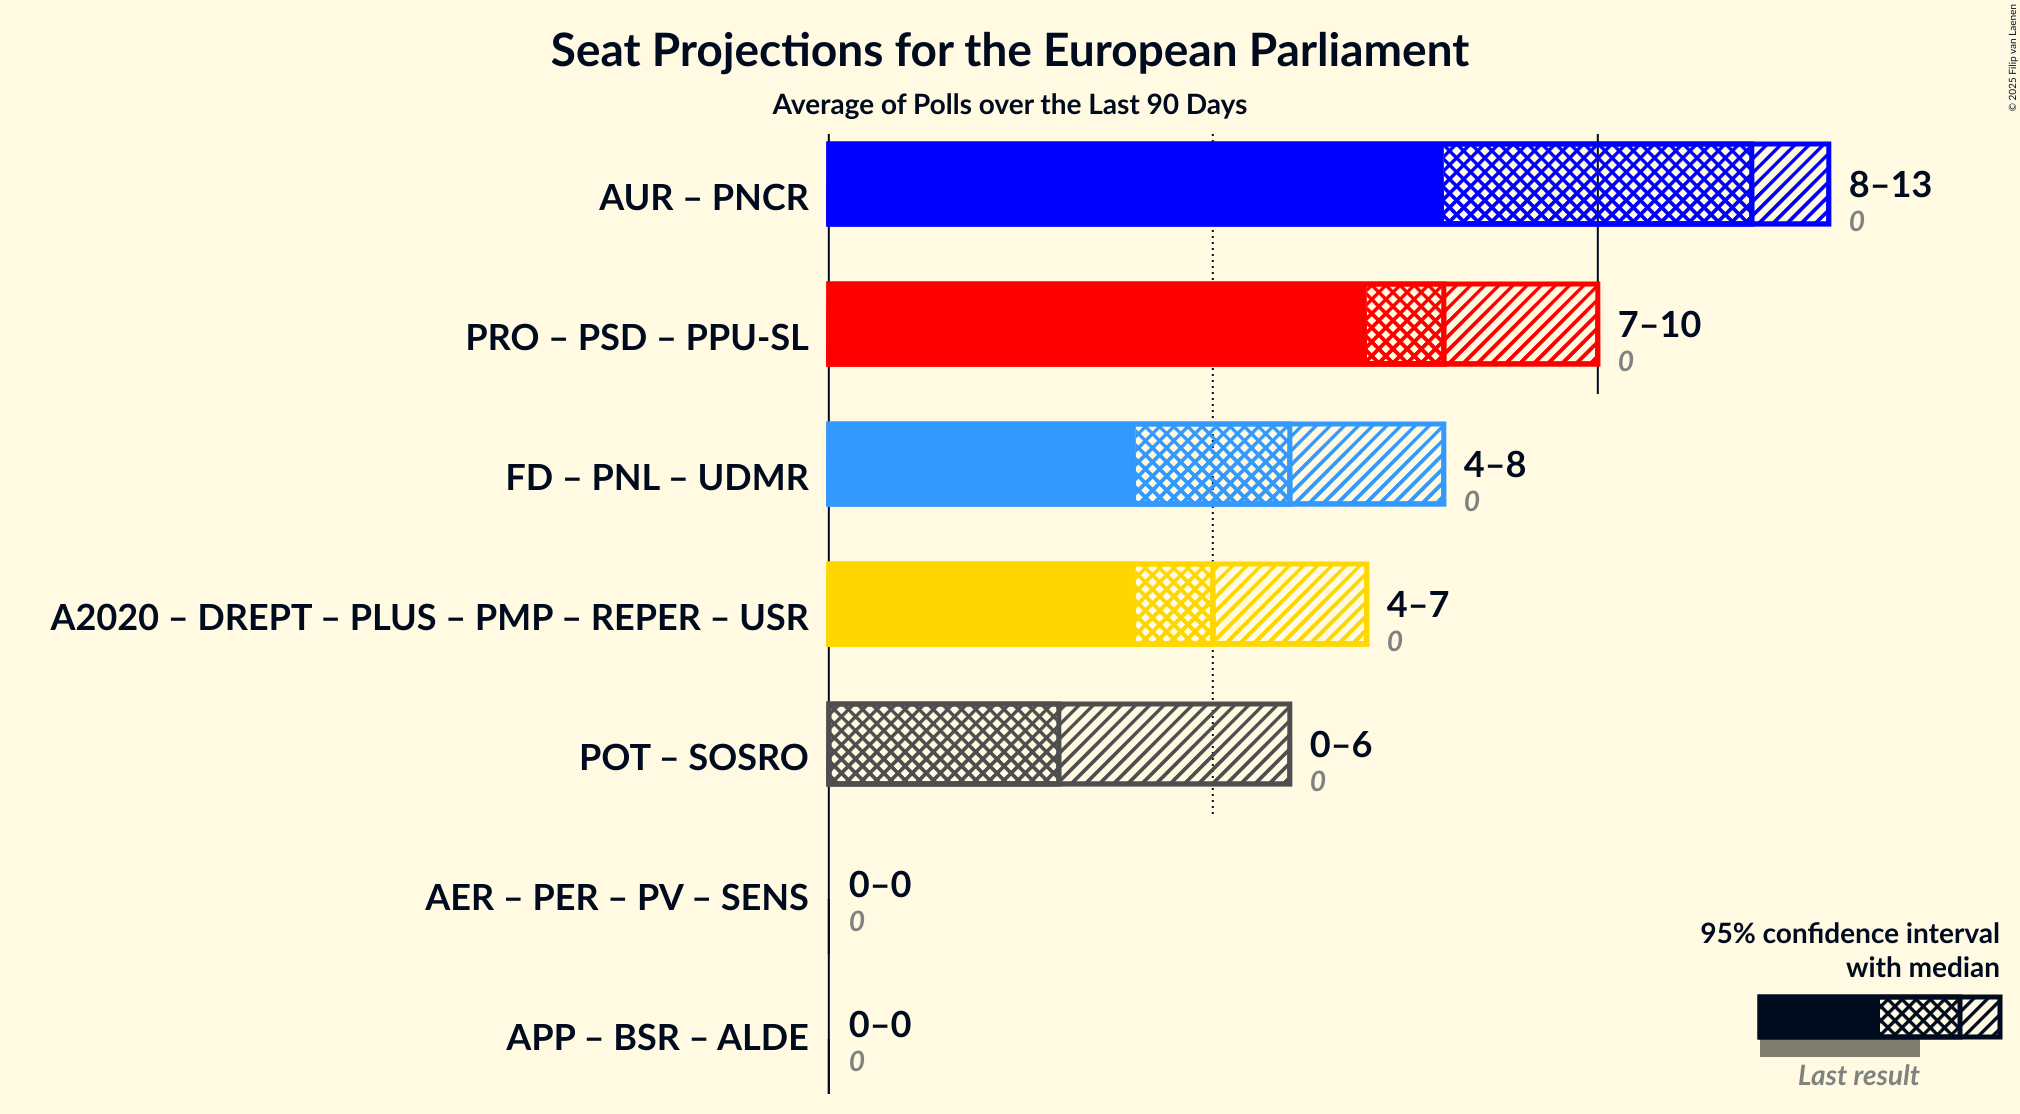 Seat Projections for the European Parliament
Average of Polls over the Last 90 Days
© 2025 Filip van Laenen
AUR – PNCR
8–13
0
PRO – PSD – PPU-SL
7–10
0
FD – PNL – UDMR
4–8
0
A2020 – DREPT – PLUS – PMP – REPER – USR
4–7
0
POT – SOSRO
0–6
0
AER – PER – PV – SENS
0–0
0
APP – BSR – ALDE
0–0
0
95% confidence interval
with median
Last result